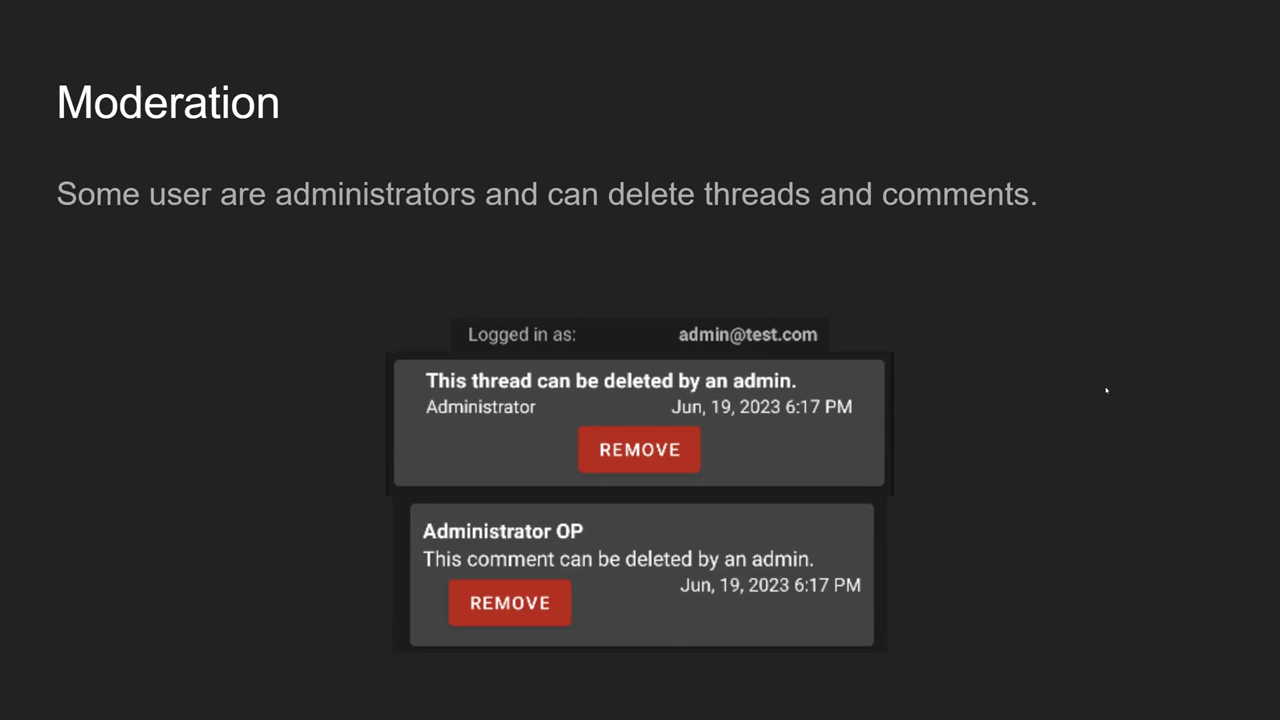 Moderation
Some user are administrators and can delete threads and comments.
Logged in as: admin@test.com
This thread can be deleted by an admin.
Administrator Jun, 19, 2023 6:17 PM
REMOVE
Administrator OP
This comment can be deleted by an admin.
Jun, 19, 2023 6:17 PM
REMOVE